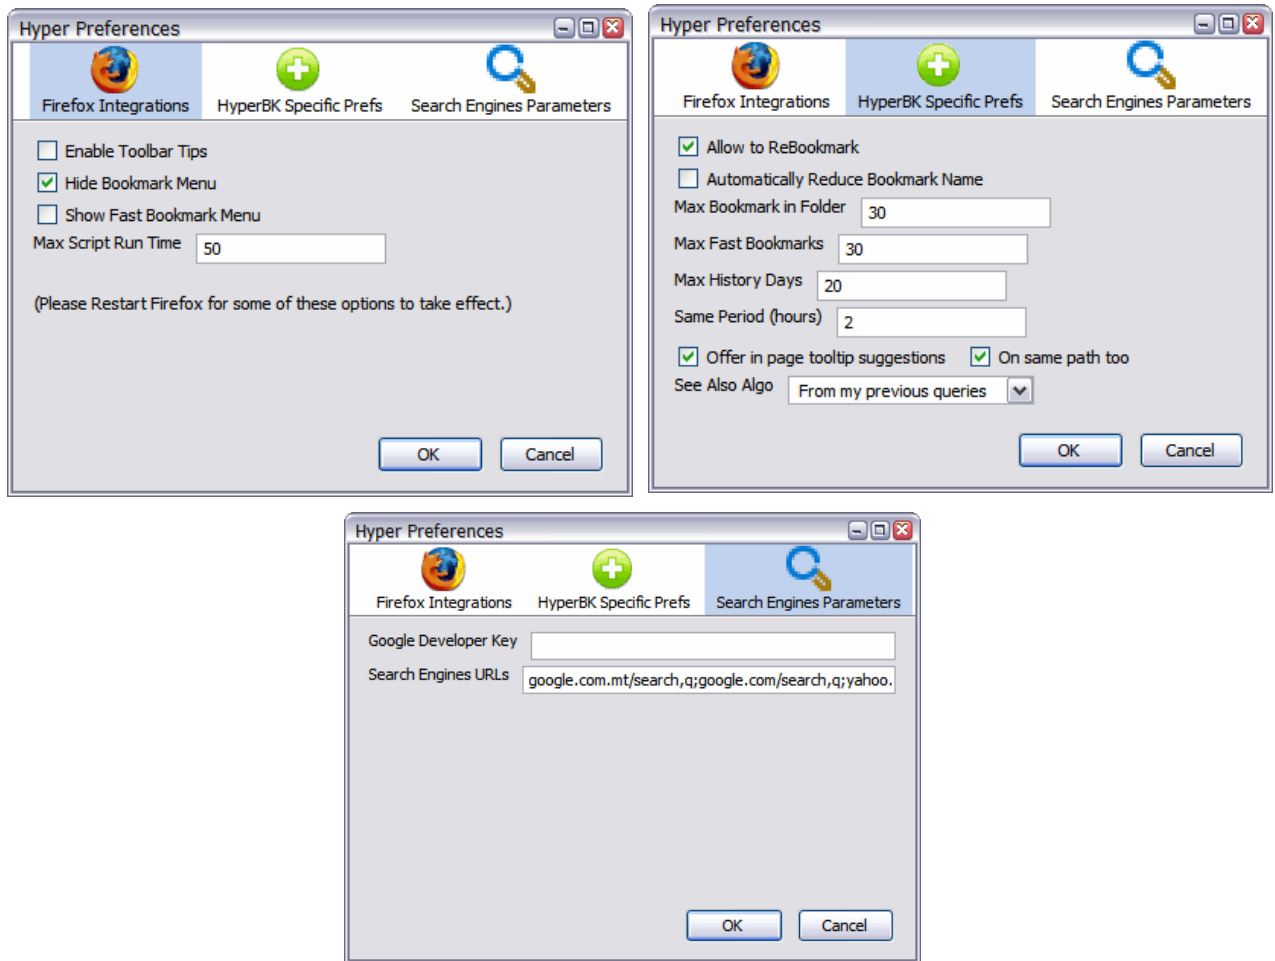 Hyper Preferences
Firefox Integrations HyperBK Specific Prefs Search Engines Parameters
Enable Toolbar Tips
Hide Bookmark Menu
Show Fast Bookmark Menu
Max Script Run Time 50
(Please Restart Firefox for some of these options to take effect.)
OK Cancel
Hyper Preferences
Firefox Integrations HyperBK Specific Prefs Search Engines Parameters
Allow to ReBookmark
Automatically Reduce Bookmark Name
Max Bookmark in Folder 30
Max Fast Bookmarks 30
Max History Days 20
Same Period (hours) 2
Offer in page tooltip suggestions On same path too
See Also Algo From my previous queries
OK Cancel
Hyper Preferences
Firefox Integrations HyperBK Specific Prefs Search Engines Parameters
Google Developer Key
Search Engines URLs google.com.mt/search,q;google.com/search,q;yahoo.
OK Cancel